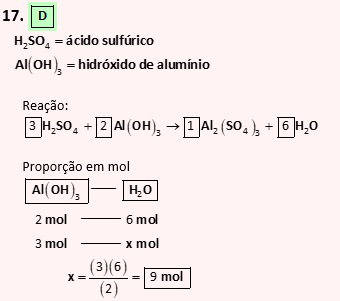 17. D
H₂SO₄ = ácido sulfúrico
Al(OH)₃ = hidróxido de alumínio
Reação:
3 H₂SO₄ + 2 Al(OH)₃ → 1 Al₂(SO₄)₃ + 6 H₂O
Proporção em mol
Al(OH)₃ —— H₂O
2 mol —— 6 mol
3 mol —— x mol
x = (3)(6)/(2) = 9 mol